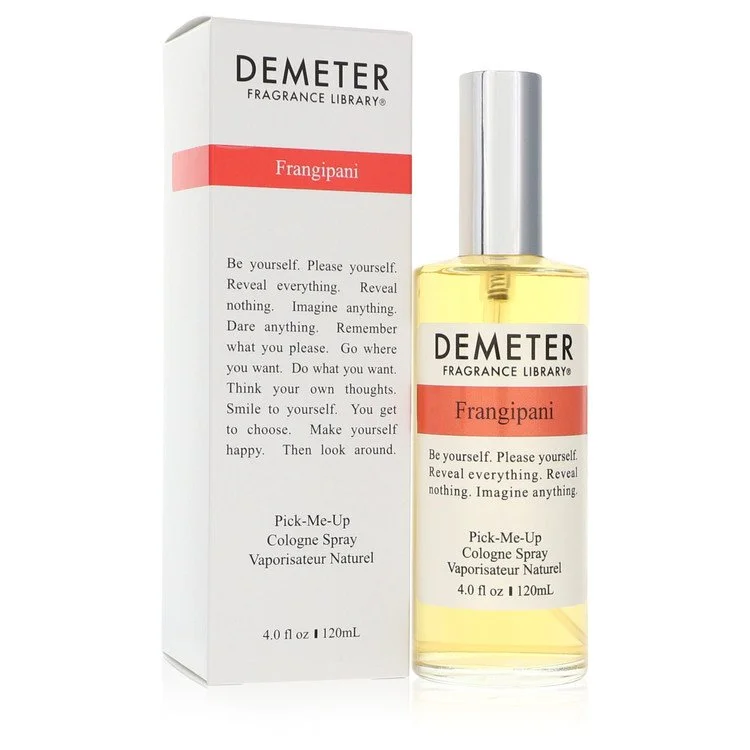 DEMETER
FRAGRANCE LIBRARY®
Frangipani
Be yourself. Please yourself.
Reveal everything. Reveal
nothing. Imagine anything.
Dare anything. Remember
what you please. Go where
you want. Do what you want.
Think your own thoughts.
Smile to yourself. You get
to choose. Make yourself
happy. Then look around.
Pick-Me-Up
Cologne Spray
Vaporisateur Naturel
4.0 fl oz ▮ 120mL
DEMETER
FRAGRANCE LIBRARY®
Frangipani
Be yourself. Please yourself.
Reveal everything. Reveal
nothing. Imagine anything.
Pick-Me-Up
Cologne Spray
Vaporisateur Naturel
4.0 fl oz ▮ 120mL